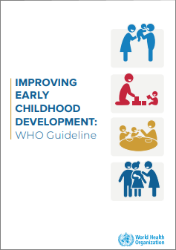 IMPROVING
EARLY
CHILDHOOD
DEVELOPMENT:
WHO Guideline
World Health
Organization